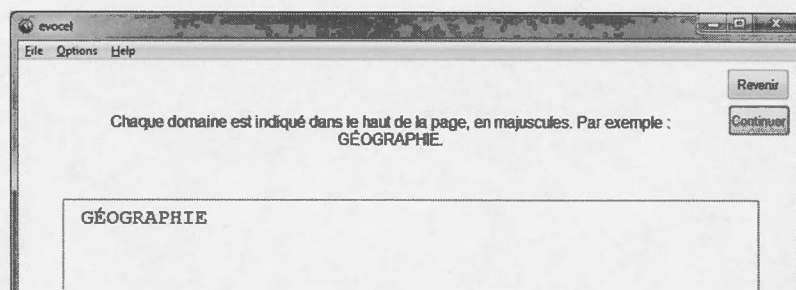 evocel
File Options Help
Revenir
Chaque domaine est indiqué dans le haut de la page, en majuscules. Par exemple :
GÉOGRAPHIE.
Continuer
GÉOGRAPHIE